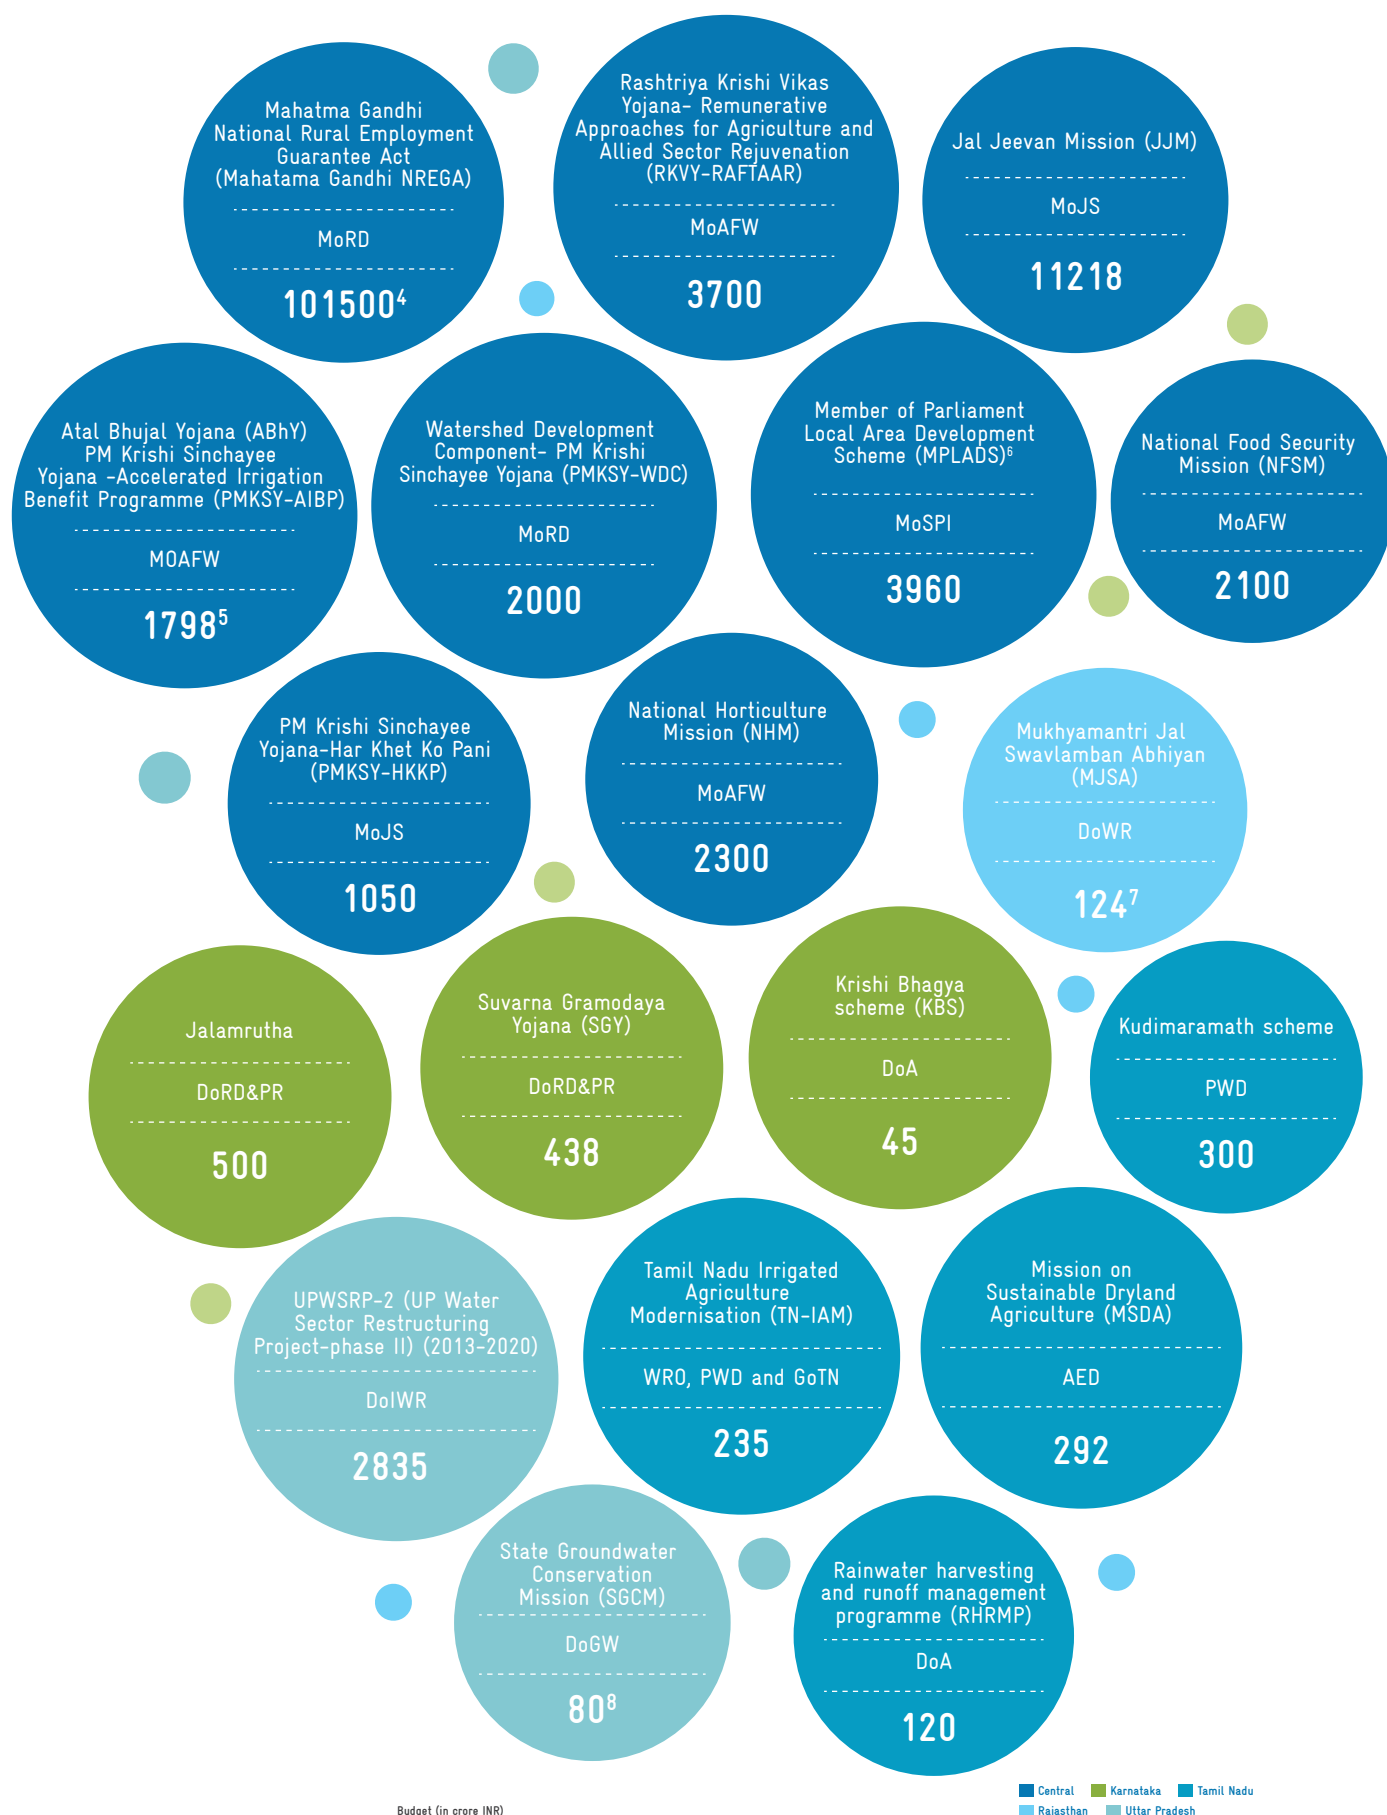 Mahatma Gandhi
National Rural Employment
Guarantee Act
(Mahatama Gandhi NREGA)
MoRD
101500⁴
Rashtriya Krishi Vikas
Yojana- Remunerative
Approaches for Agriculture and
Allied Sector Rejuvenation
(RKVY-RAFTAAR)
MoAFW
3700
Jal Jeevan Mission (JJM)
MoJS
11218
Atal Bhujal Yojana (ABhY)
PM Krishi Sinchayee
Yojana -Accelerated Irrigation
Benefit Programme (PMKSY-AIBP)
MOAFW
1798⁵
Watershed Development
Component- PM Krishi
Sinchayee Yojana (PMKSY-WDC)
MoRD
2000
Member of Parliament
Local Area Development
Scheme (MPLADS)⁶
MoSPI
3960
National Food Security
Mission (NFSM)
MoAFW
2100
PM Krishi Sinchayee
Yojana-Har Khet Ko Pani
(PMKSY-HKKP)
MoJS
1050
National Horticulture
Mission (NHM)
MoAFW
2300
Mukhyamantri Jal
Swavlamban Abhiyan
(MJSA)
DoWR
124⁷
Jalamrutha
DoRD&PR
500
Suvarna Gramodaya
Yojana (SGY)
DoRD&PR
438
Krishi Bhagya
scheme (KBS)
DoA
45
Kudimaramath scheme
PWD
300
UPWSRP-2 (UP Water
Sector Restructuring
Project-phase II) (2013-2020)
DoIWR
2835
Tamil Nadu Irrigated
Agriculture
Modernisation (TN-IAM)
WRO, PWD and GoTN
235
Mission on
Sustainable Dryland
Agriculture (MSDA)
AED
292
State Groundwater
Conservation
Mission (SGCM)
DoGW
80⁸
Rainwater harvesting
and runoff management
programme (RHRMP)
DoA
120
Central Karnataka Tamil Nadu
Rajasthan Uttar Pradesh
Budget (in crore INR)